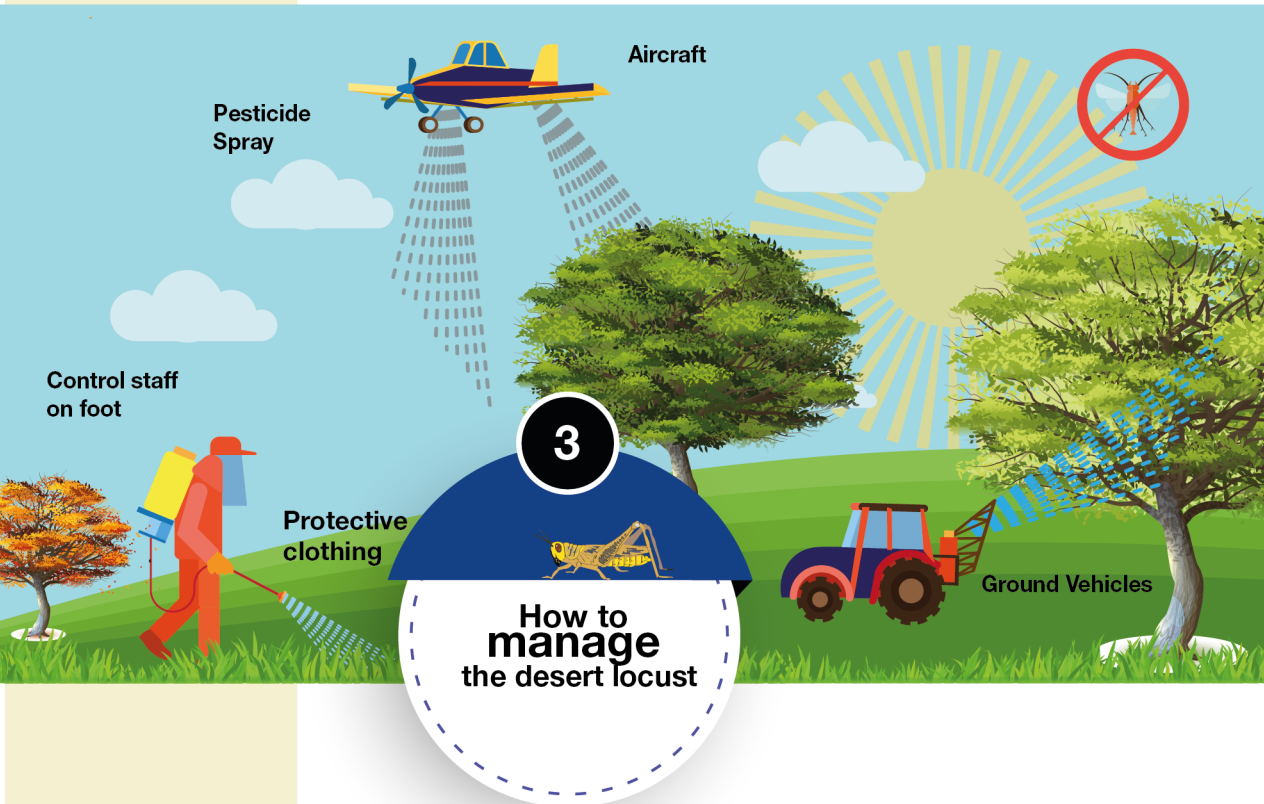 Aircraft
Pesticide
Spray
Control staff
on foot
Protective
clothing
Ground Vehicles
3
How to
manage
the desert locust